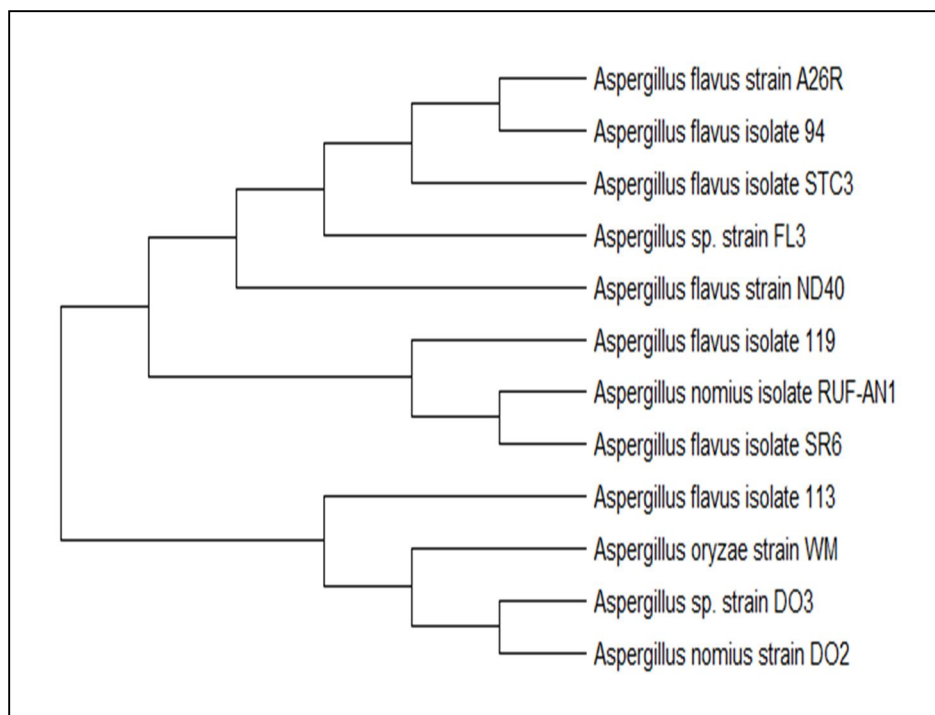 Aspergillus flavus strain A26R
Aspergillus flavus isolate 94
Aspergillus flavus isolate STC3
Aspergillus sp. strain FL3
Aspergillus flavus strain ND40
Aspergillus flavus isolate 119
Aspergillus nomius isolate RUF-AN1
Aspergillus flavus isolate SR6
Aspergillus flavus isolate 113
Aspergillus oryzae strain WM
Aspergillus sp. strain DO3
Aspergillus nomius strain DO2